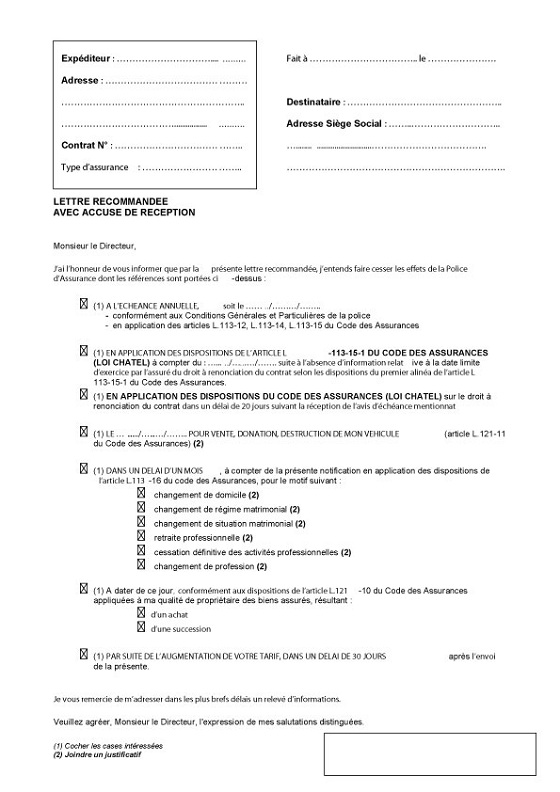 Expéditeur : ................................... .........
Adresse : ..........................................
.......................................................
............................................... .........
Contrat N° : ............................... ........
Type d'assurance : ................................
Fait à ................................. le ......................
Destinataire : ...............................................
Adresse Siège Social : ...................................
......... .....................................................
..................................................................
LETTRE RECOMMANDEE
AVEC ACCUSE DE RECEPTION
Monsieur le Directeur,
J'ai l'honneur de vous informer que par la présente lettre recommandée, j'entends faire cesser les effets de la Police
d'Assurance dont les références sont portées ci -dessus :
☒ (1) A L'ECHEANCE ANNUELLE, soit le ...... ../........./........
- conformément aux Conditions Générales et Particulières de la police
- en application des articles L.113-12, L.113-14, L.113-15 du Code des Assurances
☒ (1) EN APPLICATION DES DISPOSITIONS DE L'ARTICLE L -113-15-1 DU CODE DES ASSURANCES
(LOI CHATEL) à compter du : ...... ../........./....... suite à l'absence d'information relat ive à la date limite
d'exercice par l'assuré du droit à renonciation du contrat selon les dispositions du premier alinéa de l'article L
113-15-1 du Code des Assurances.
☒ (1) EN APPLICATION DES DISPOSITIONS DU CODE DES ASSURANCES (LOI CHATEL) sur le droit à
renonciation du contrat dans un délai de 20 jours suivant la réception de l'avis d'échéance mentionnat
☒ (1) LE ... ...../........./........ POUR VENTE, DONATION, DESTRUCTION DE MON VEHICULE (article L.121-11
du Code des Assurances) (2)
☒ (1) DANS UN DELAI D'UN MOIS , à compter de la présente notification en application des dispositions de
l'article L.113 -16 du code des Assurances, pour le motif suivant :
☒ changement de domicile (2)
☒ changement de régime matrimonial (2)
☒ changement de situation matrimonial (2)
☒ retraite professionnelle (2)
☒ cessation définitive des activités professionnelles (2)
☒ changement de profession (2)
☒ (1) A dater de ce jour, conformément aux dispositions de l'article L.121 -10 du Code des Assurances
appliquées á ma qualité de propriétaire des biens assurés, résultant :
☒ d'un achat
☒ d'une succession
☒ (1) PAR SUITE DE L'AUGMENTATION DE VOTRE TARIF, DANS UN DELAI DE 30 JOURS après l'envoi
de la présente.
Je vous remercie de m'adresser dans les plus brefs délais un relevé d'informations.
Veuillez agréer, Monsieur le Directeur, l'expression de mes salutations distinguées.
(1) Cocher les cases intéressées
(2) Joindre un justificatif